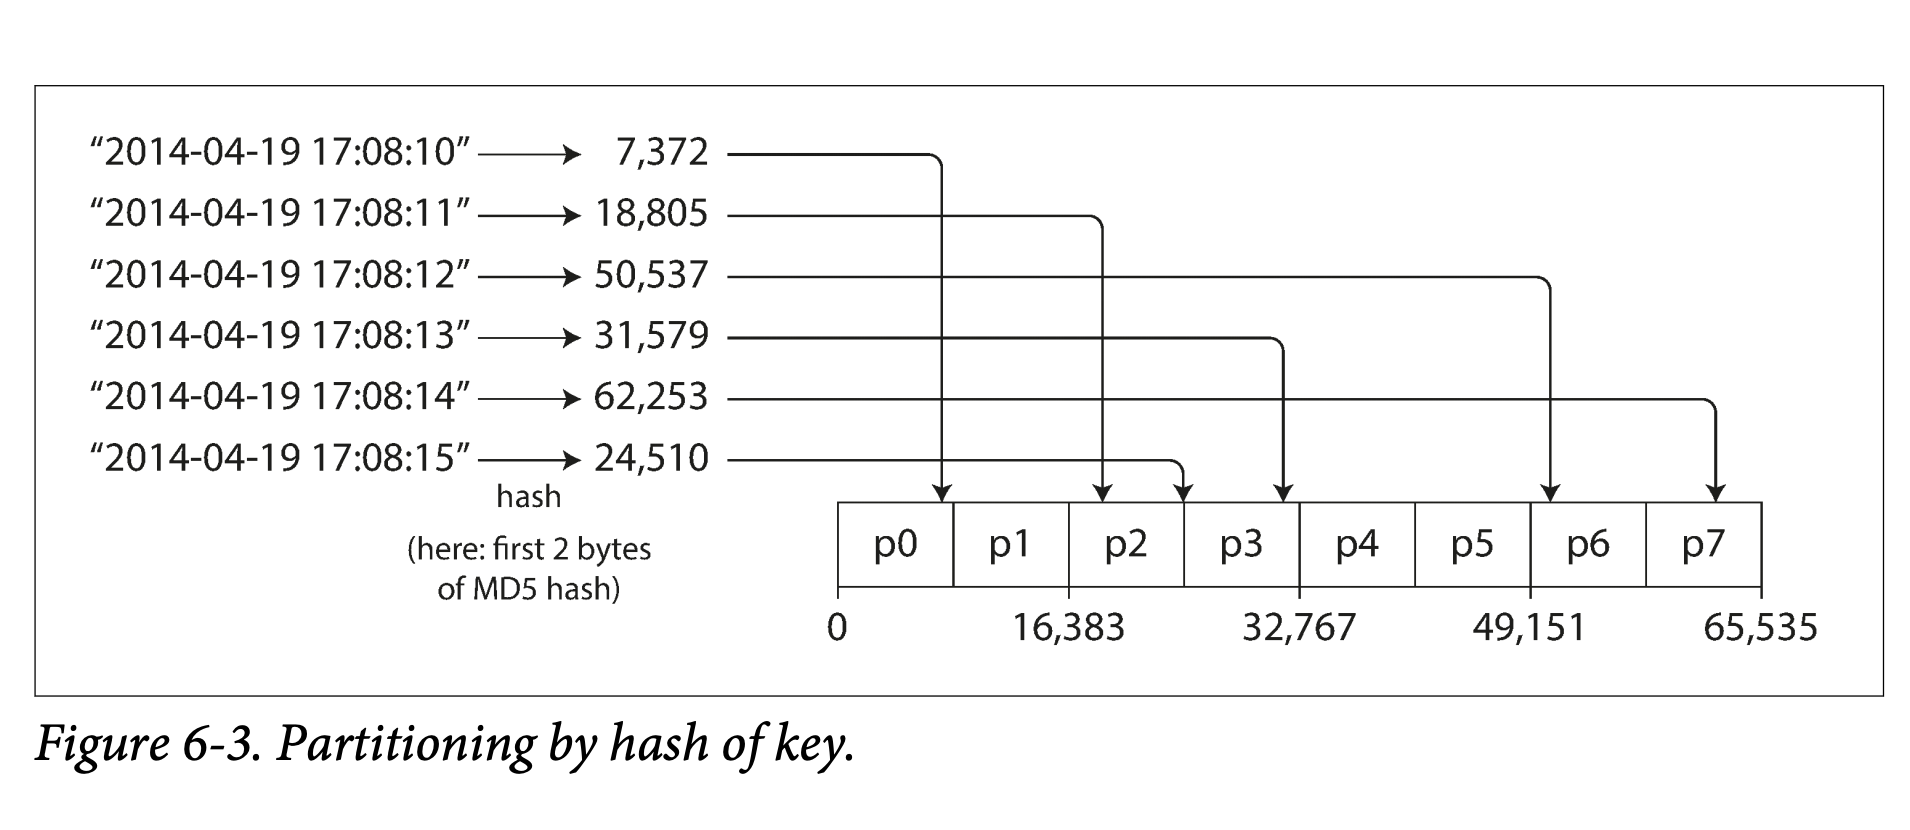 “2014-04-19 17:08:10” 7,372
“2014-04-19 17:08:11” 18,805
“2014-04-19 17:08:12” 50,537
“2014-04-19 17:08:13” 31,579
“2014-04-19 17:08:14” 62,253
“2014-04-19 17:08:15” 24,510
hash
(here: first 2 bytes
of MD5 hash)
p0 p1 p2 p3 p4 p5 p6 p7
0 16,383 32,767 49,151 65,535
Figure 6-3. Partitioning by hash of key.